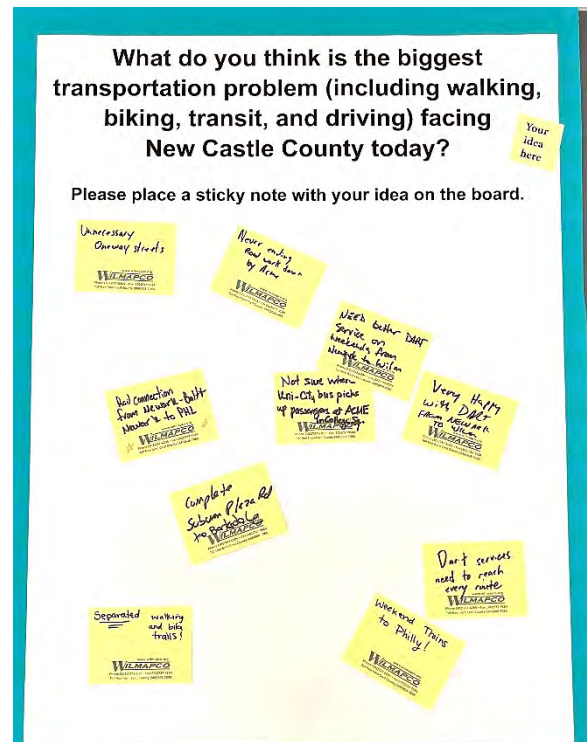 What do you think is the biggest
transportation problem (including walking,
biking, transit, and driving) facing
New Castle County today?
Your
idea
here
Please place a sticky note with your idea on the board.
Unnecessary
One way streets
WILMAPCO
Never ending
Road work down
by Acme
WILMAPCO
NEED better DART
Service on
weekends, from
Newark to Wilm
WILMAPCO
Rail connection
from Newark-Balt
Newark to PHL
WILMAPCO
Not sure where
Uni-City bus picks
up passengers at ACME
in College Sq.
WILMAPCO
Very Happy
with DART
FROM NEWARK
TO WILM
WILMAPCO
Complete
Suburban Plaza Rd
to Barksdale
WILMAPCO
Dart services
need to reach
every route
WILMAPCO
Separated walking
and bike
trails!
WILMAPCO
Weekend Trains
to Philly!
WILMAPCO